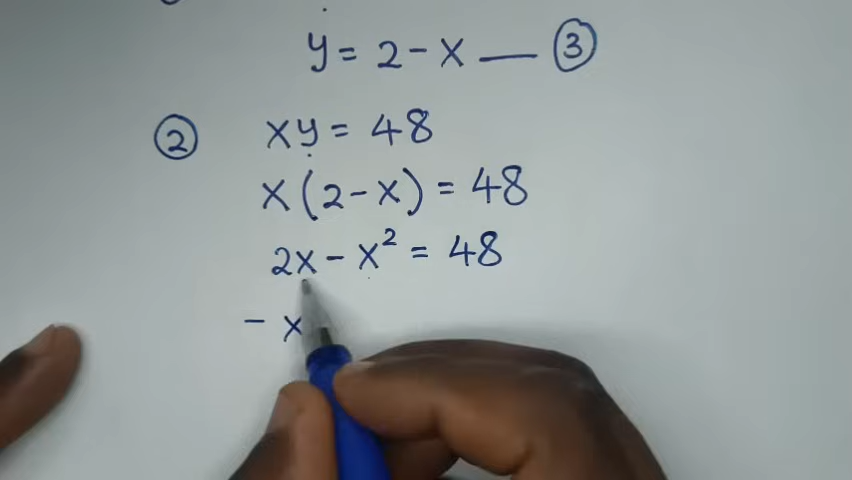 y = 2 - x — ③
② xy = 48
x(2 - x) = 48
2x - x² = 48
- x